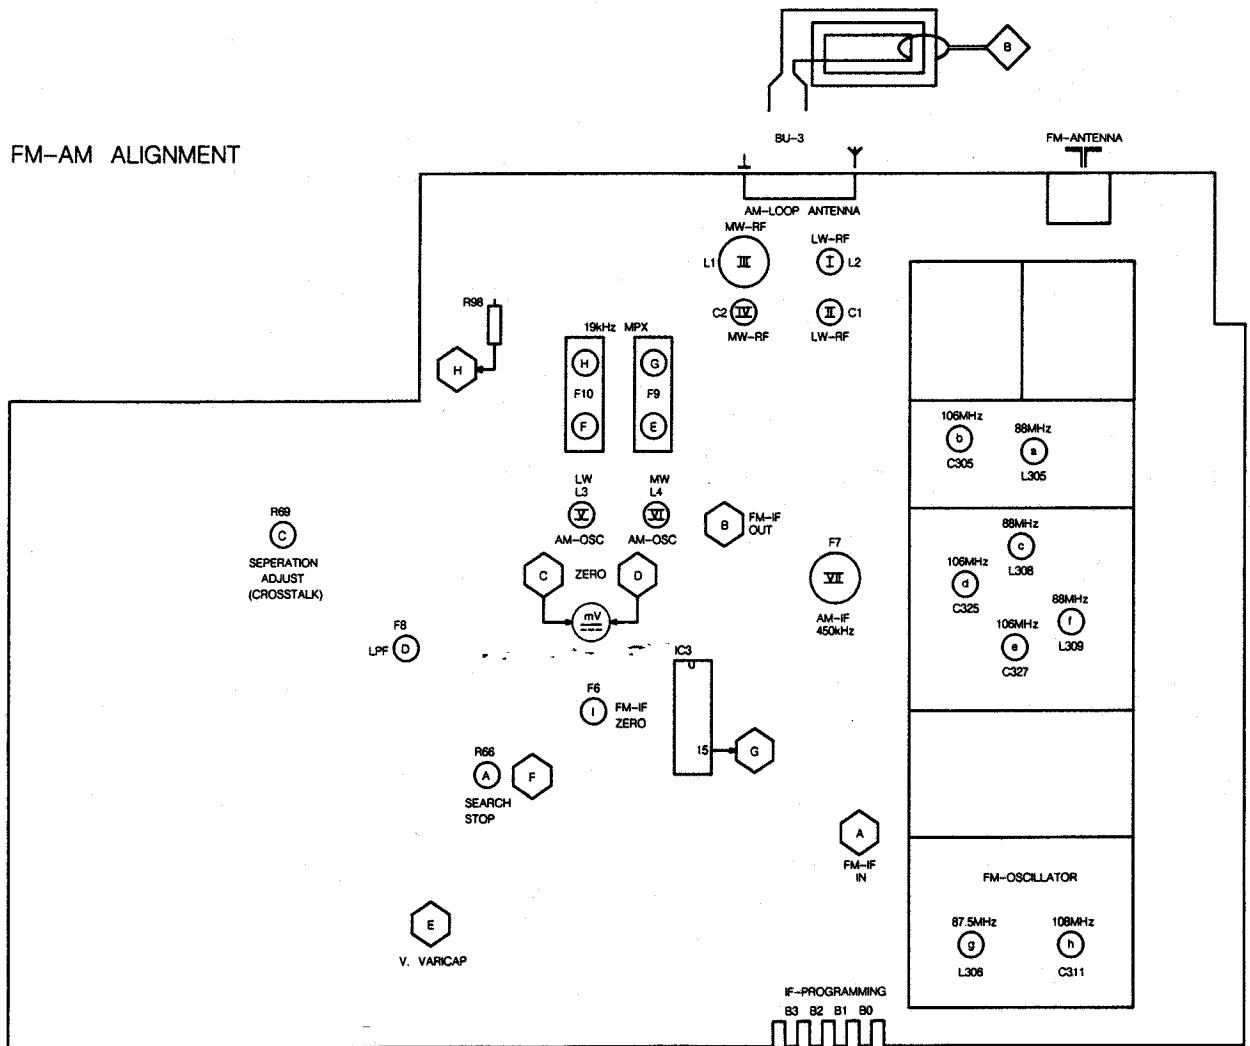 B
BU-3
FM-ANTENNA
FM-AM ALIGNMENT
AM-LOOP ANTENNA
MW-RF
LW-RF
L1 III
I L2
C2 IV
II C1
MW-RF
LW-RF
R98
H
19kHz MPX
H
G
F10
F9
F
E
106MHz
b
C305
88MHz
a
L305
LW
L3
V
AM-OSC
MW
L4
VI
AM-OSC
B
FM-IF
OUT
R69
C
SEPERATION
ADJUST
(CROSSTALK)
C
ZERO
D
mV
F7
VII
AM-IF
450kHz
88MHz
c
L308
106MHz
d
C325
88MHz
f
L309
106MHz
e
C327
F8
LPF D
IC3
15
G
F6
I
FM-IF
ZERO
R66
A
F
SEARCH
STOP
A
FM-IF
IN
FM-OSCILLATOR
87.5MHz
g
L306
108MHz
h
C311
E
V. VARICAP
IF-PROGRAMMING
B3 B2 B1 B0